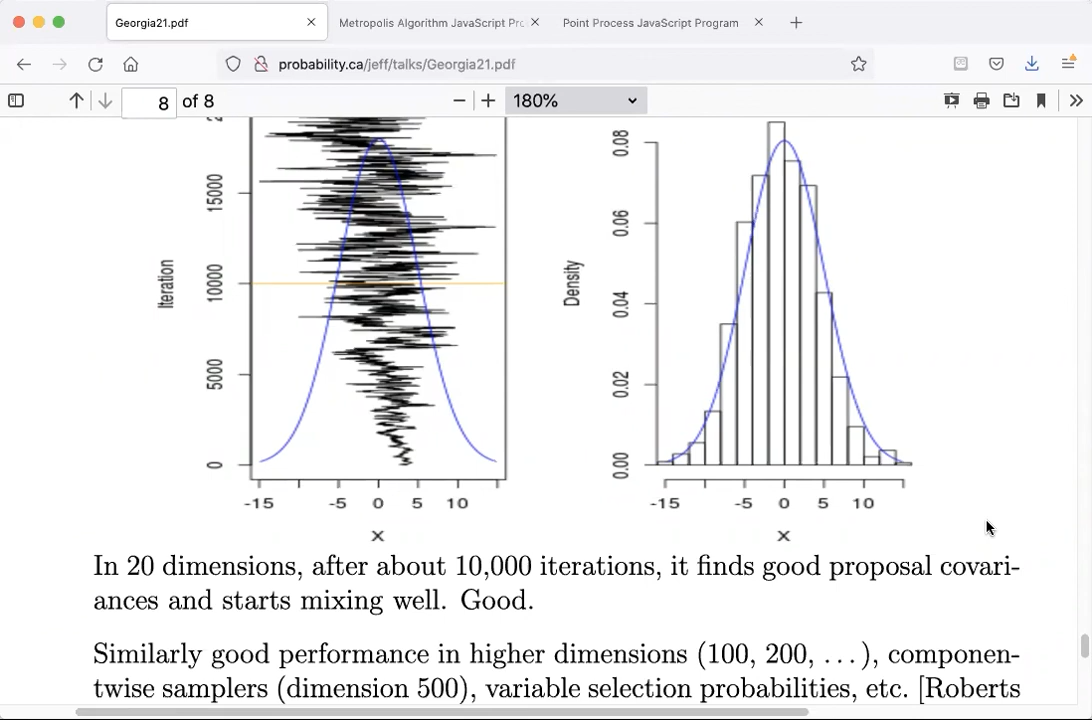 Georgia21.pdf
Metropolis Algorithm JavaScript Pro
Point Process JavaScript Program
probability.ca/jeff/talks/Georgia21.pdf
8 of 8
180%
Iteration
15000
10000
5000
0
-15 -5 0 5 10
x
Density
0.08
0.06
0.04
0.02
0.00
-15 -5 0 5 10
x
In 20 dimensions, after about 10,000 iterations, it finds good proposal covari-
ances and starts mixing well. Good.
Similarly good performance in higher dimensions (100, 200, ...), componen-
twise samplers (dimension 500), variable selection probabilities, etc. [Roberts